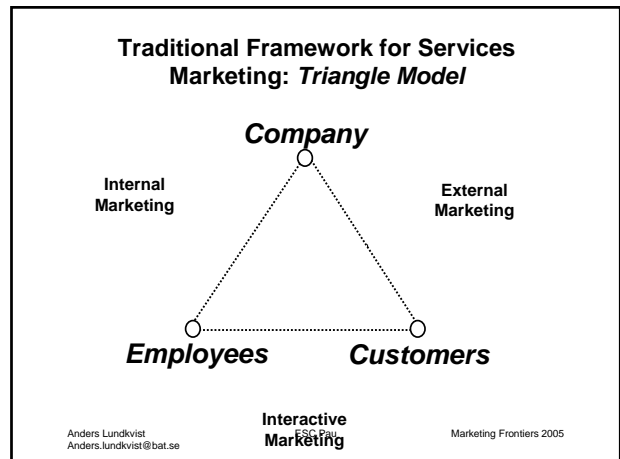 Traditional Framework for Services
Marketing: Triangle Model
Company
Internal
Marketing
External
Marketing
Employees
Customers
Interactive
Marketing
Anders Lundkvist
Anders.lundkvist@bat.se
ESC Pau
Marketing Frontiers 2005